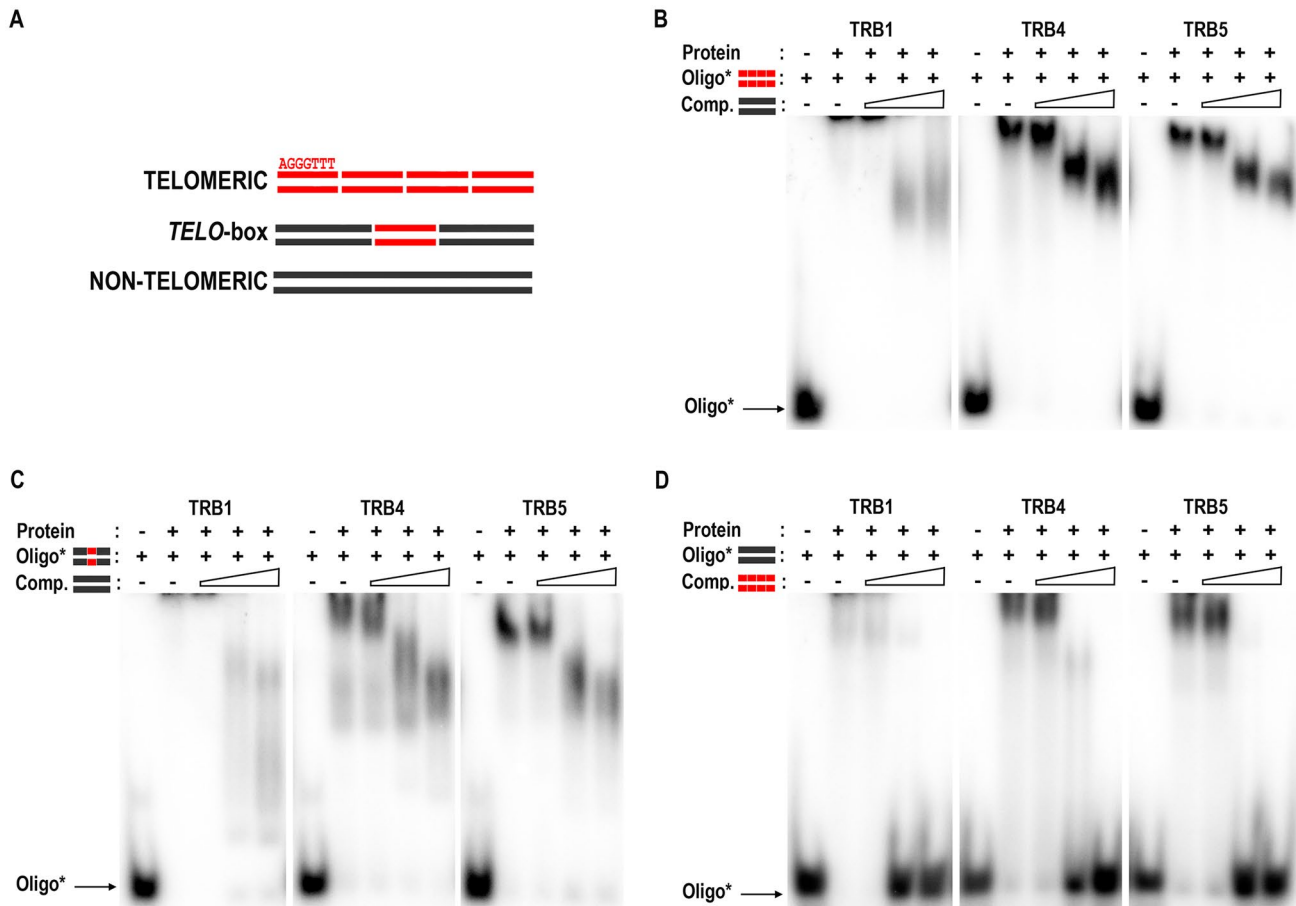 A
AGGGTTT
TELOMERIC
TELO-box
NON-TELOMERIC
B
TRB1 TRB4 TRB5
Protein : - + + + + - + + + + - + + + +
Oligo* : + + + + + + + + + + + + + + +
Comp. : - - - - - -
Oligo*
C
TRB1 TRB4 TRB5
Protein : - + + + + - + + + + - + + + +
Oligo* : + + + + + + + + + + + + + + +
Comp. : - - - - - -
Oligo*
D
TRB1 TRB4 TRB5
Protein : - + + + + - + + + + - + + + +
Oligo* : + + + + + + + + + + + + + + +
Comp. : - - - - - -
Oligo*